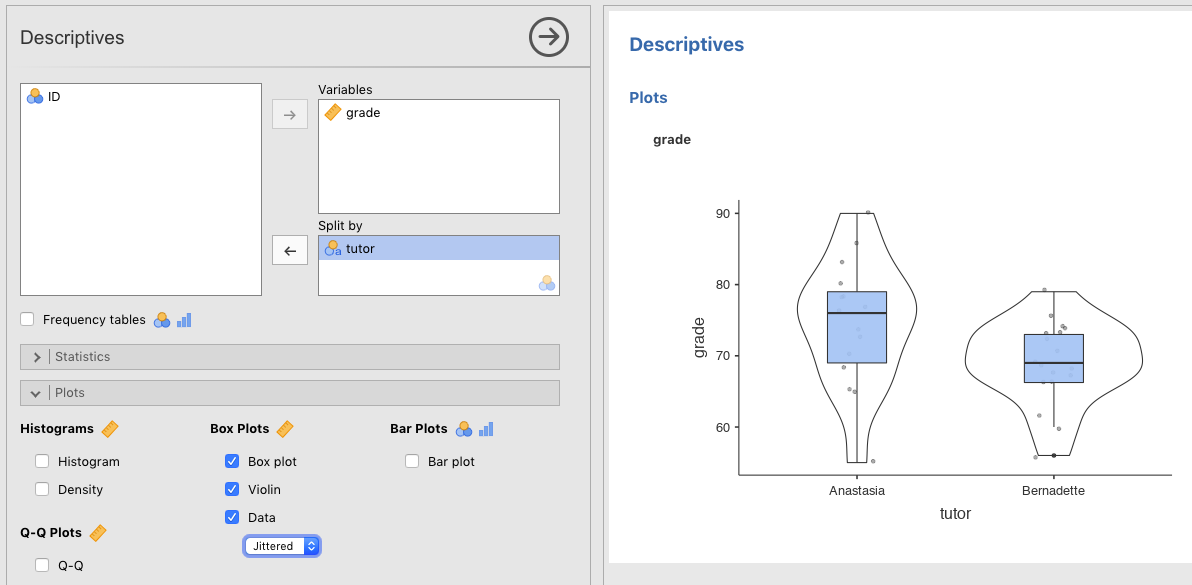 Descriptives
ID
Variables
grade
Split by
tutor
Frequency tables
Statistics
Plots
Histograms
Box Plots
Bar Plots
Histogram
Box plot
Bar plot
Density
Violin
Data
Q-Q Plots
Jittered
Q-Q
Descriptives
Plots
grade
90
80
70
60
grade
Anastasia
Bernadette
tutor